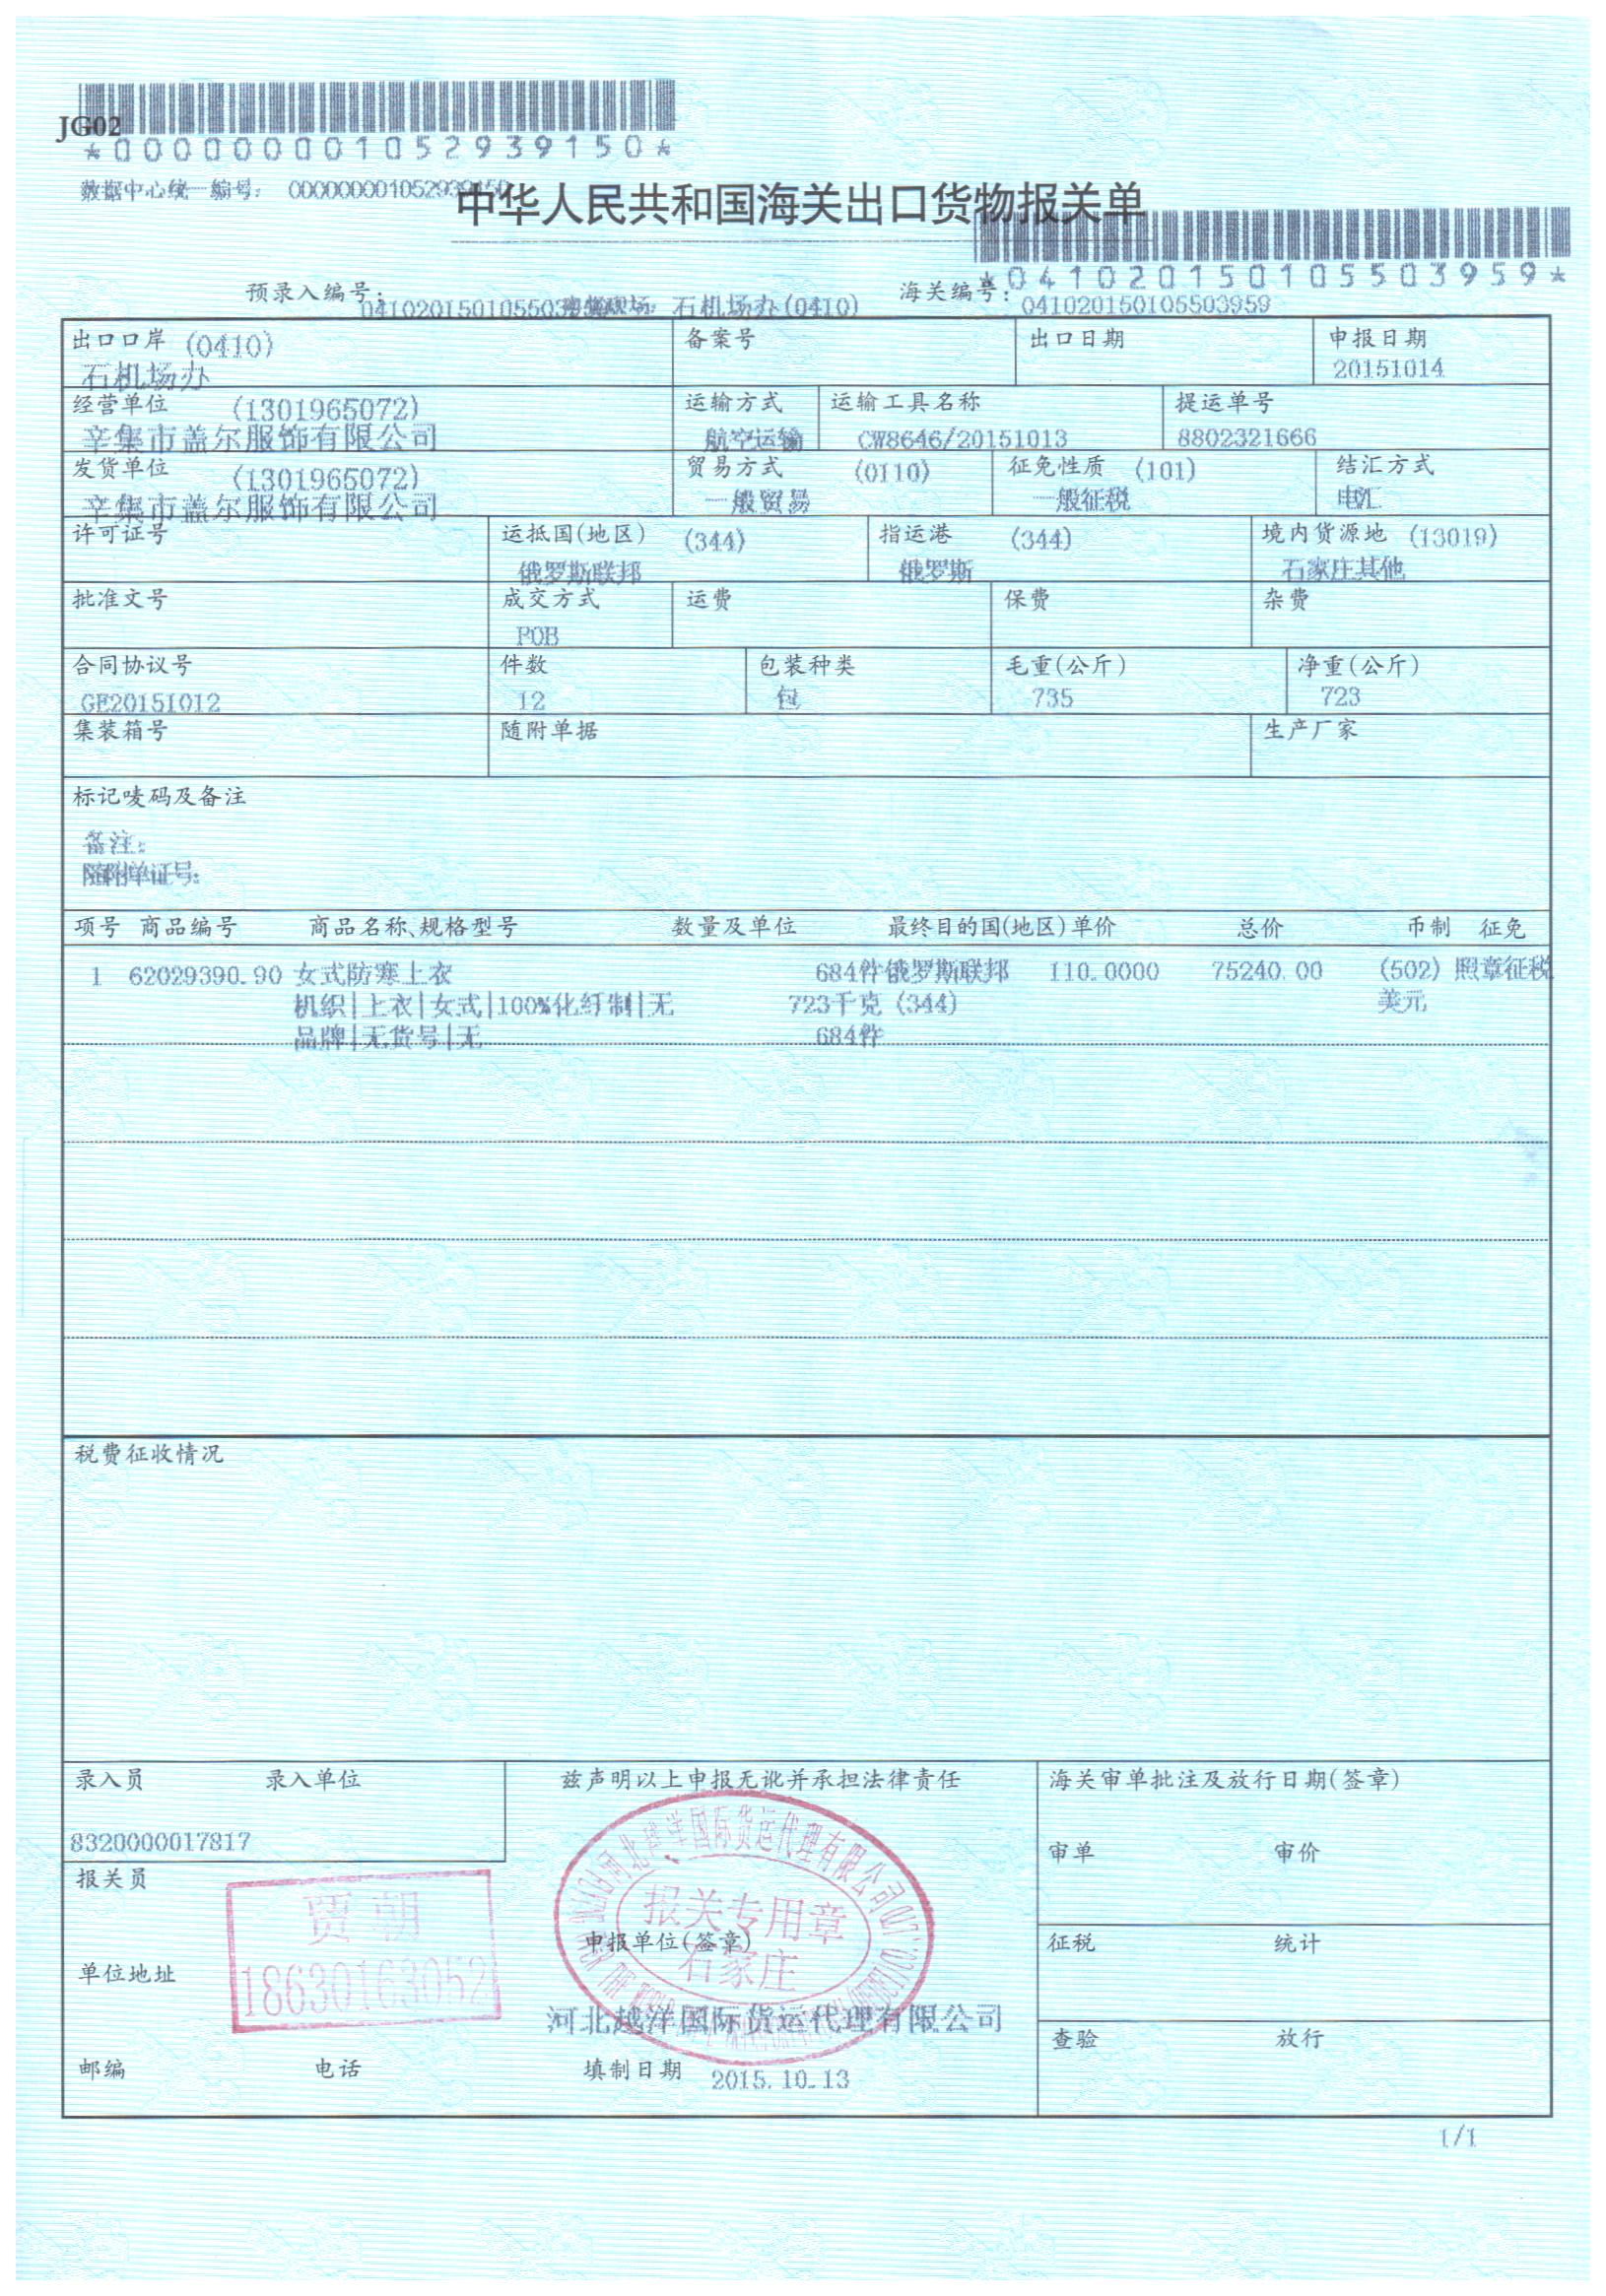 JG02
*000000001052939150*
数据中心统一编号： 000000001052939150
中华人民共和国海关出口货物报关单
*041020150105503959*
预录入编号： 申报现场： 石机场办(0410) 海关编号： 041020150105503959
出口口岸 (0410) 备案号 出口日期 申报日期
石机场办 20151014
经营单位 (1301965072) 运输方式 运输工具名称 提运单号
辛集市盖尔服饰有限公司 航空运输 CW8646/20151013 8802321666
发货单位 (1301965072) 贸易方式 (0110) 征免性质 (101) 结汇方式
辛集市盖尔服饰有限公司 一般贸易 一般征税 电汇
许可证号 运抵国(地区) (344) 指运港 (344) 境内货源地 (13019)
俄罗斯联邦 俄罗斯 石家庄其他
批准文号 成交方式 运费 保费 杂费
FOB
合同协议号 件数 包装种类 毛重(公斤) 净重(公斤)
GE20151012 12 包 735 723
集装箱号 随附单据 生产厂家
标记唛码及备注
备注：
随附单证号:
项号 商品编号 商品名称、规格型号 数量及单位 最终目的国(地区) 单价 总价 币制 征免
1 62029390.90 女式防寒上衣 684件 俄罗斯联邦 110.0000 75240.00 (502) 照章征税
机织|上衣|女式|100%化纤制|无 723千克 (344) 美元
品牌|无货号|无 684件
税费征收情况
录入员 录入单位 兹声明以上申报无讹并承担法律责任 海关审单批注及放行日期(签章)
8320000017817
审单 审价
报关员
贾朝
18630163052
河北越洋国际货运代理有限公司
报关专用章
石家庄
申报单位(签章)
征税 统计
单位地址
河北越洋国际货运代理有限公司
查验 放行
邮编 电话 填制日期 2015.10.13
1/1